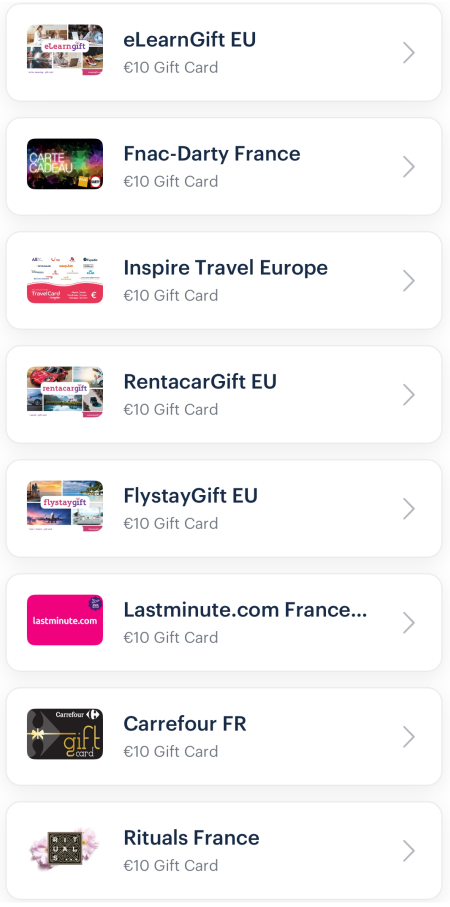 eLearngift
eLearnGift EU
€10 Gift Card
CARTE
CADEAU
Fnac-Darty France
€10 Gift Card
TravelCard
€
Inspire Travel Europe
€10 Gift Card
rentacargift
RentacarGift EU
€10 Gift Card
flystaygift
FlystayGift EU
€10 Gift Card
lastminute.com
Lastminute.com France...
€10 Gift Card
Carrefour
gift
card
Carrefour FR
€10 Gift Card
RIT
UAL
S...
Rituals France
€10 Gift Card